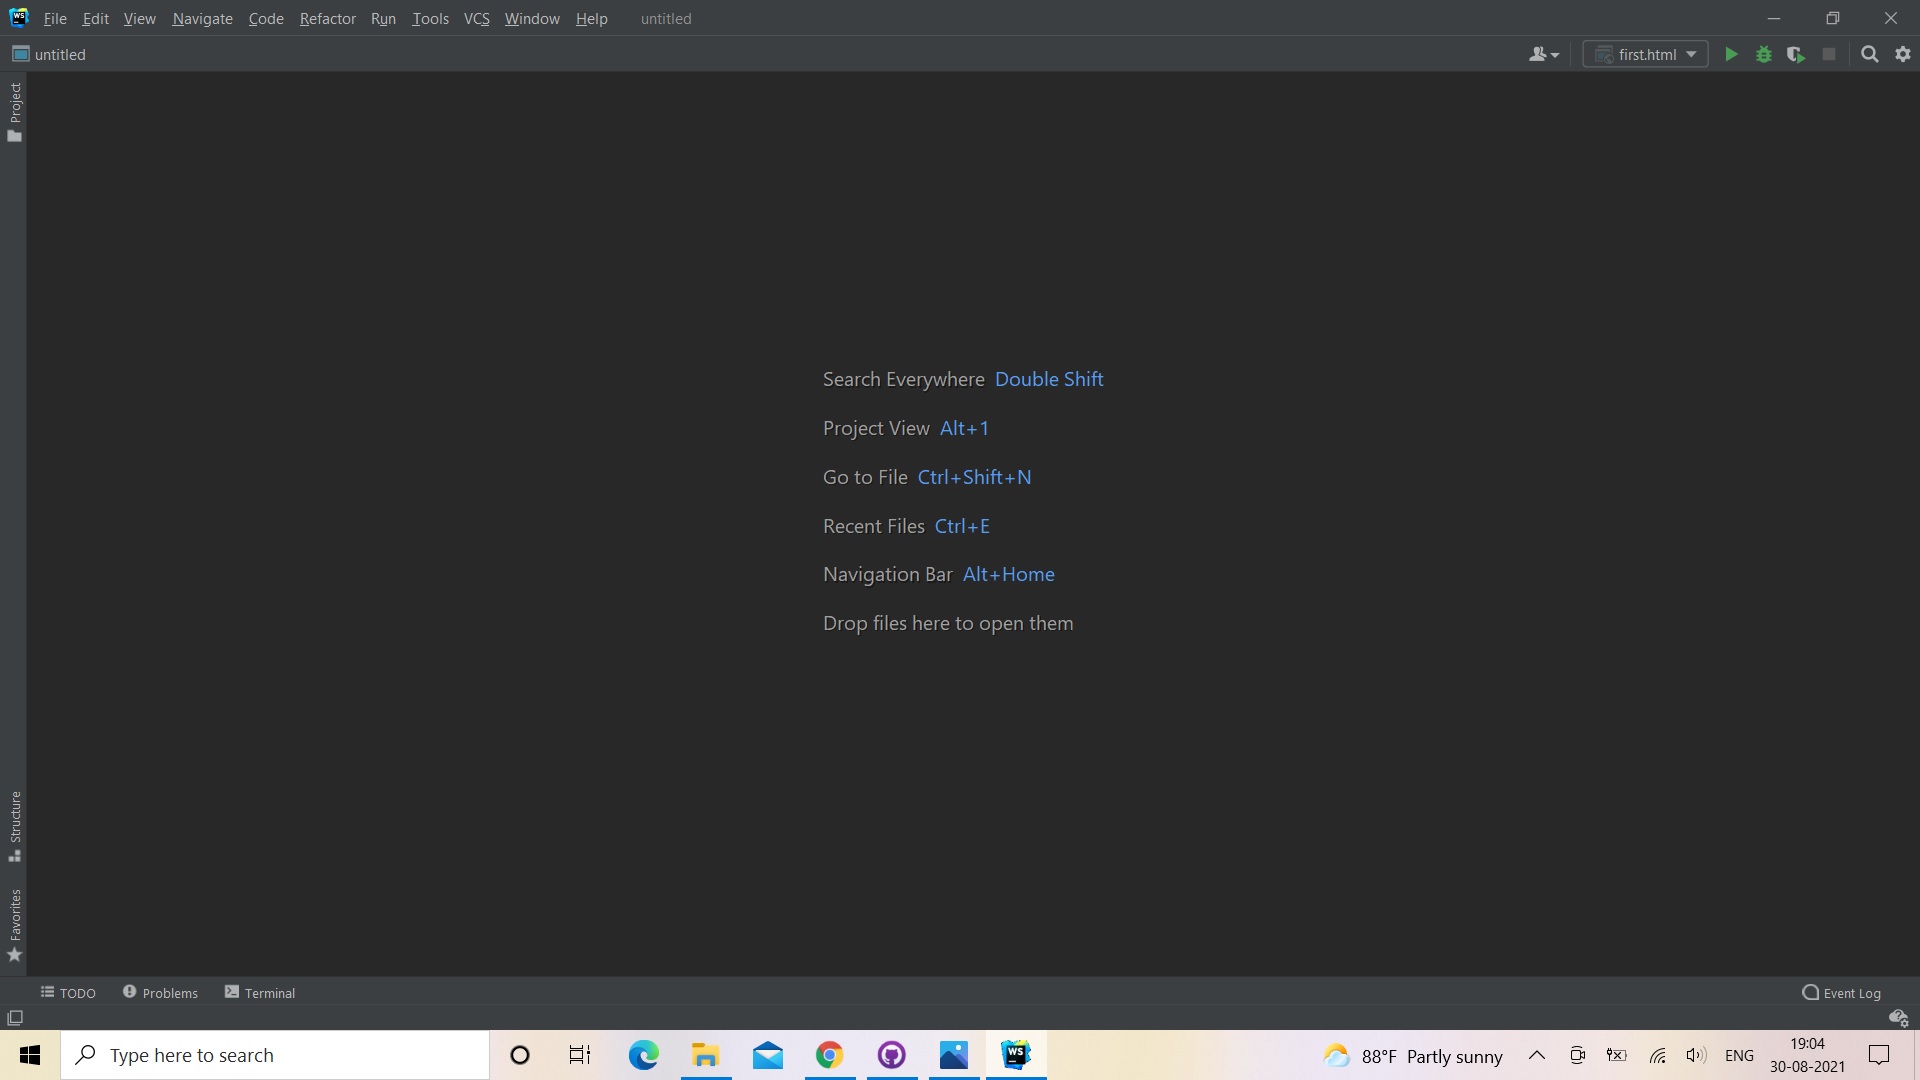 File Edit View Navigate Code Refactor Run Tools VCS Window Help untitled
untitled
first.html
Project
Search Everywhere Double Shift
Project View Alt+1
Go to File Ctrl+Shift+N
Recent Files Ctrl+E
Navigation Bar Alt+Home
Drop files here to open them
Structure
Favorites
TODO Problems Terminal Event Log
Type here to search
WS
88°F Partly sunny
ENG
19:04
30-08-2021